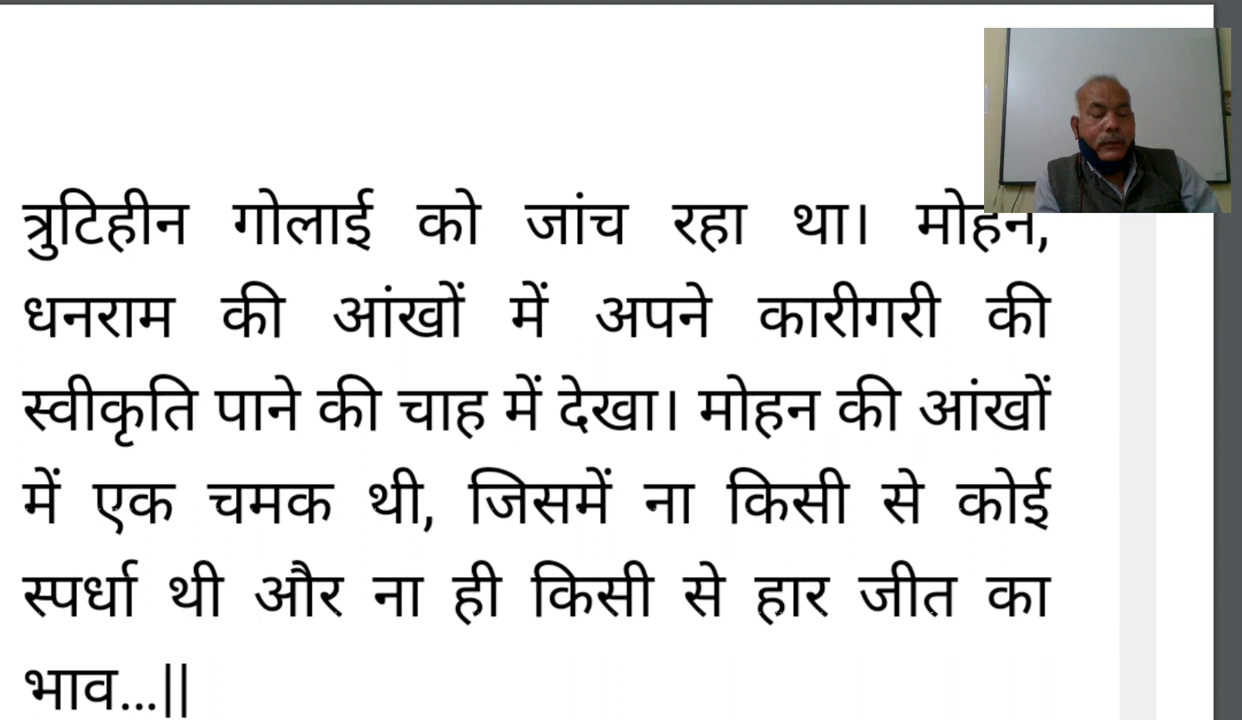 त्रुटिहीन गोलाई को जांच रहा था। मोहन,
धनराम की आंखों में अपने कारीगरी की
स्वीकृति पाने की चाह में देखा। मोहन की आंखों
में एक चमक थी, जिसमें ना किसी से कोई
स्पर्धा थी और ना ही किसी से हार जीत का
भाव...||